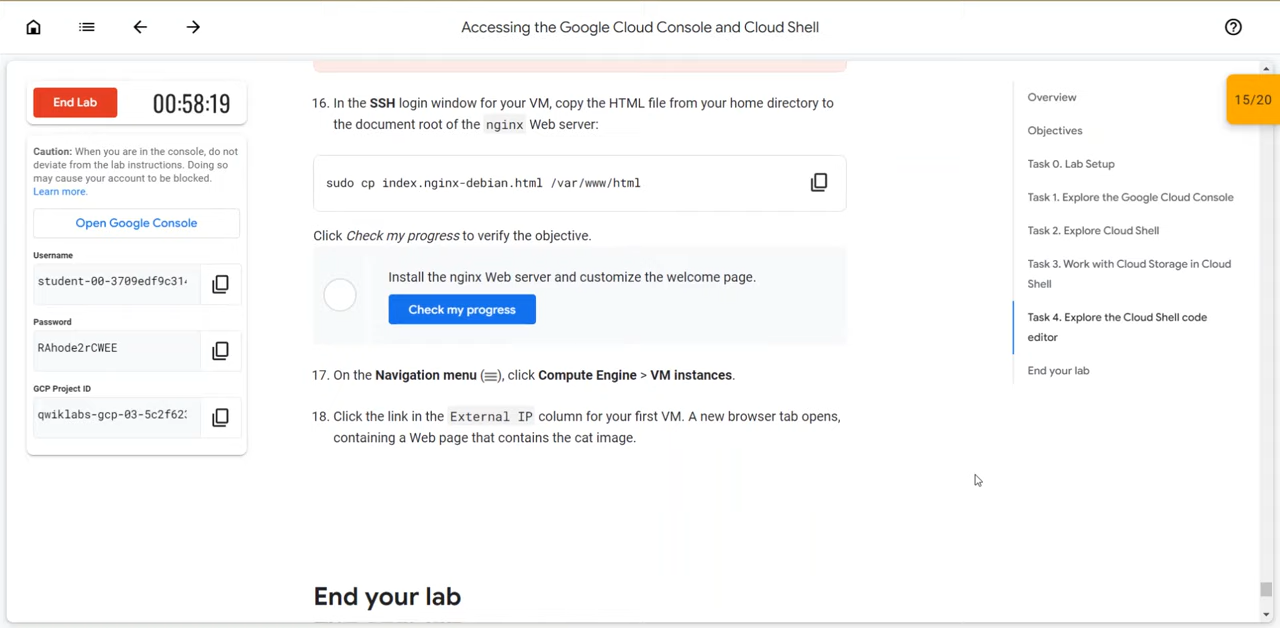 Accessing the Google Cloud Console and Cloud Shell
End Lab
00:58:19
Caution: When you are in the console, do not
deviate from the lab instructions. Doing so
may cause your account to be blocked.
Learn more.
Open Google Console
Username
student-00-3709edf9c314
Password
RAhode2rCWEE
GCP Project ID
qwiklabs-gcp-03-5c2f62
16. In the SSH login window for your VM, copy the HTML file from your home directory to
the document root of the nginx Web server:
sudo cp index.nginx-debian.html /var/www/html
Click Check my progress to verify the objective.
Install the nginx Web server and customize the welcome page.
Check my progress
17. On the Navigation menu (≡), click Compute Engine > VM instances.
18. Click the link in the External IP column for your first VM. A new browser tab opens,
containing a Web page that contains the cat image.
End your lab
Overview
Objectives
Task 0. Lab Setup
Task 1. Explore the Google Cloud Console
Task 2. Explore Cloud Shell
Task 3. Work with Cloud Storage in Cloud
Shell
Task 4. Explore the Cloud Shell code
editor
End your lab
15/20